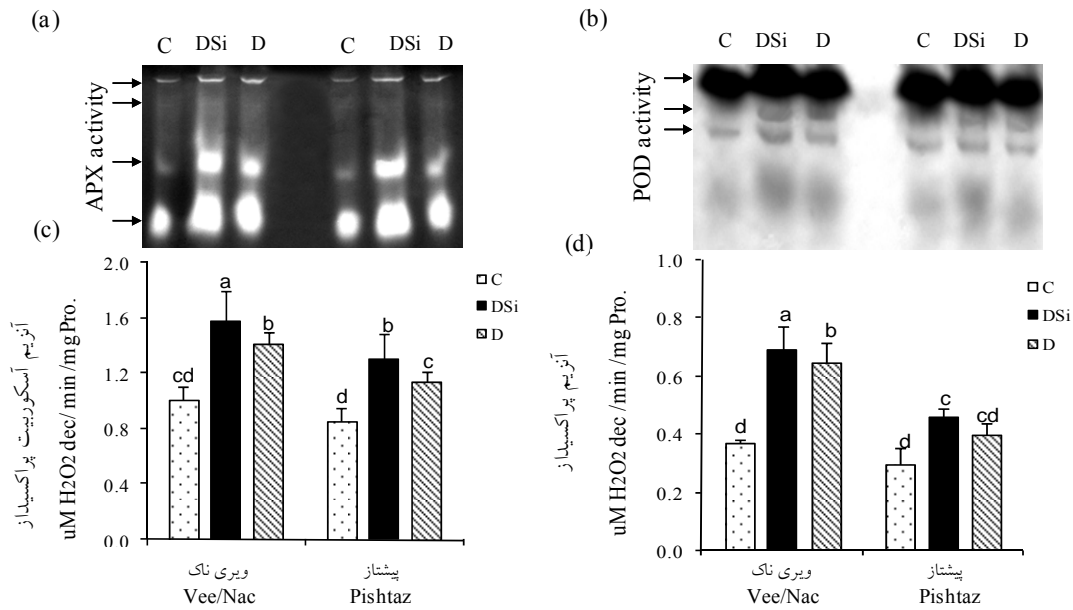 (a)
C DSi D C DSi D
APX activity
(b)
C DSi D C DSi D
POD activity
(c)
آنزیم آسکوربیت پراکسیداز
uM H2O2 dec/ min /mg Pro.
2.0
1.6
1.2
0.8
0.4
0.0
cd a b d b c
C
DSi
D
ویری ناک پیشتاز
Vee/Nac Pishtaz
(d)
آنزیم پراکسیداز
uM H2O2 dec /min /mg Pro.
1.0
0.8
0.6
0.4
0.2
0.0
d a b d c cd
C
DSi
D
ویری ناک پیشتاز
Vee/Nac Pishtaz